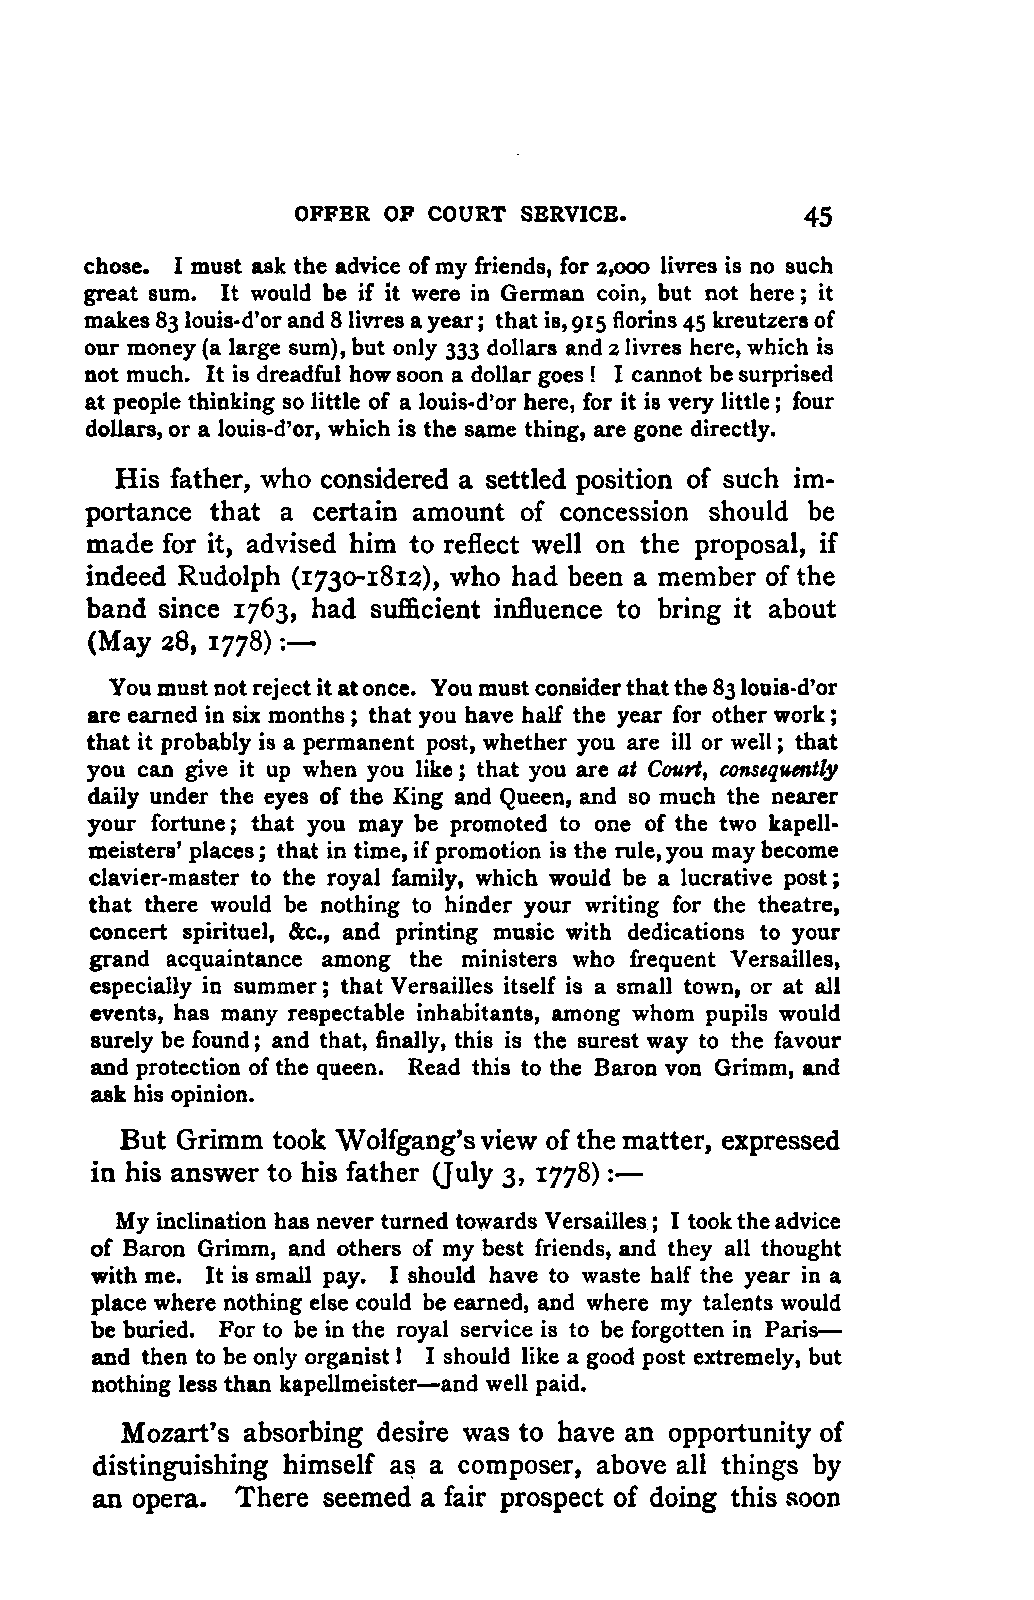 OFFER OF COURT SERVICE. 45
chose. I must ask the advice of my friends, for 2,000 livres is no such
great sum. It would be if it were in German coin, but not here; it
makes 83 louis-d'or and 8 livres a year; that is, 915 florins 45 kreutzers of
our money (a large sum), but only 333 dollars and 2 livres here, which is
not much. It is dreadful how soon a dollar goes! I cannot be surprised
at people thinking so little of a louis-d'or here, for it is very little; four
dollars, or a louis-d'or, which is the same thing, are gone directly.
His father, who considered a settled position of such im-
portance that a certain amount of concession should be
made for it, advised him to reflect well on the proposal, if
indeed Rudolph (1730-1812), who had been a member of the
band since 1763, had sufficient influence to bring it about
(May 28, 1778) :—
You must not reject it at once. You must consider that the 83 louis-d'or
are earned in six months; that you have half the year for other work;
that it probably is a permanent post, whether you are ill or well; that
you can give it up when you like; that you are at Court, consequently
daily under the eyes of the King and Queen, and so much the nearer
your fortune; that you may be promoted to one of the two kapell-
meisters' places; that in time, if promotion is the rule, you may become
clavier-master to the royal family, which would be a lucrative post;
that there would be nothing to hinder your writing for the theatre,
concert spirituel, &c., and printing music with dedications to your
grand acquaintance among the ministers who frequent Versailles,
especially in summer; that Versailles itself is a small town, or at all
events, has many respectable inhabitants, among whom pupils would
surely be found; and that, finally, this is the surest way to the favour
and protection of the queen. Read this to the Baron von Grimm, and
ask his opinion.
But Grimm took Wolfgang's view of the matter, expressed
in his answer to his father (July 3, 1778) :—
My inclination has never turned towards Versailles; I took the advice
of Baron Grimm, and others of my best friends, and they all thought
with me. It is small pay. I should have to waste half the year in a
place where nothing else could be earned, and where my talents would
be buried. For to be in the royal service is to be forgotten in Paris—
and then to be only organist! I should like a good post extremely, but
nothing less than kapellmeister—and well paid.
Mozart's absorbing desire was to have an opportunity of
distinguishing himself as a composer, above all things by
an opera. There seemed a fair prospect of doing this soon